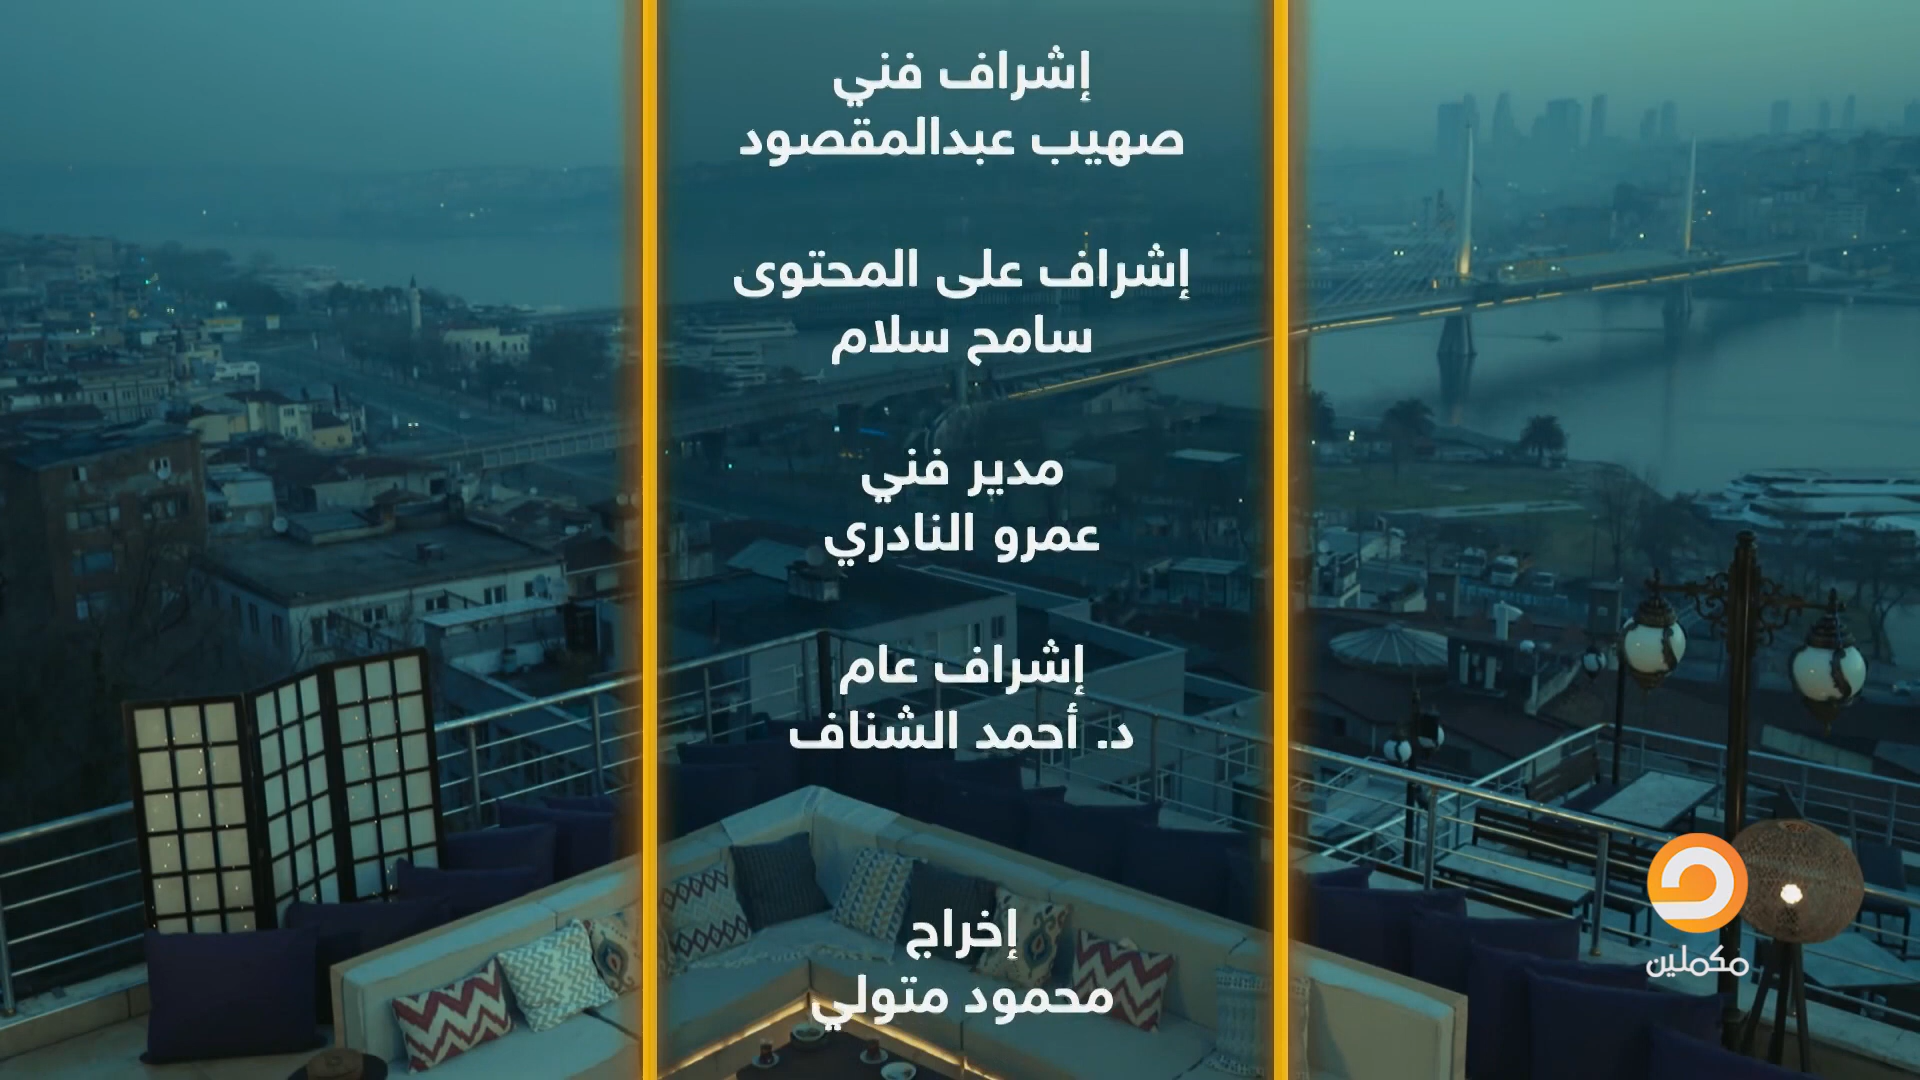 إشراف فني
صهيب عبدالمقصود
إشراف على المحتوى
سامح سلام
مدير فني
عمرو النادري
إشراف عام
د. أحمد الشناف
إخراج
محمود متولي
مكملين